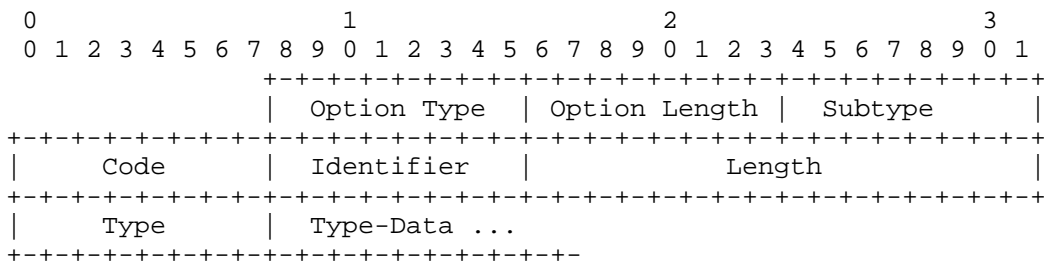 0                   1                   2                   3
 0 1 2 3 4 5 6 7 8 9 0 1 2 3 4 5 6 7 8 9 0 1 2 3 4 5 6 7 8 9 0 1
                +-+-+-+-+-+-+-+-+-+-+-+-+-+-+-+-+-+-+-+-+-+-+-+-+
                |  Option Type  | Option Length |  Subtype      |
+-+-+-+-+-+-+-+-+-+-+-+-+-+-+-+-+-+-+-+-+-+-+-+-+-+-+-+-+-+-+-+-+
|     Code      |  Identifier   |            Length             |
+-+-+-+-+-+-+-+-+-+-+-+-+-+-+-+-+-+-+-+-+-+-+-+-+-+-+-+-+-+-+-+-+
|     Type      |  Type-Data ...
+-+-+-+-+-+-+-+-+-+-+-+-+-+-+-+-+-+-